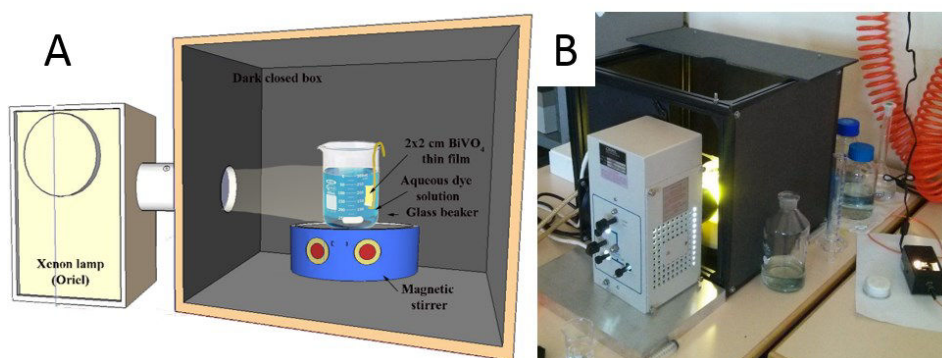 A
B
Dark closed box
2x2 cm BiVO₄
thin film
Aqueous dye
solution
Glass beaker
Xenon lamp
(Oriel)
Magnetic
stirrer